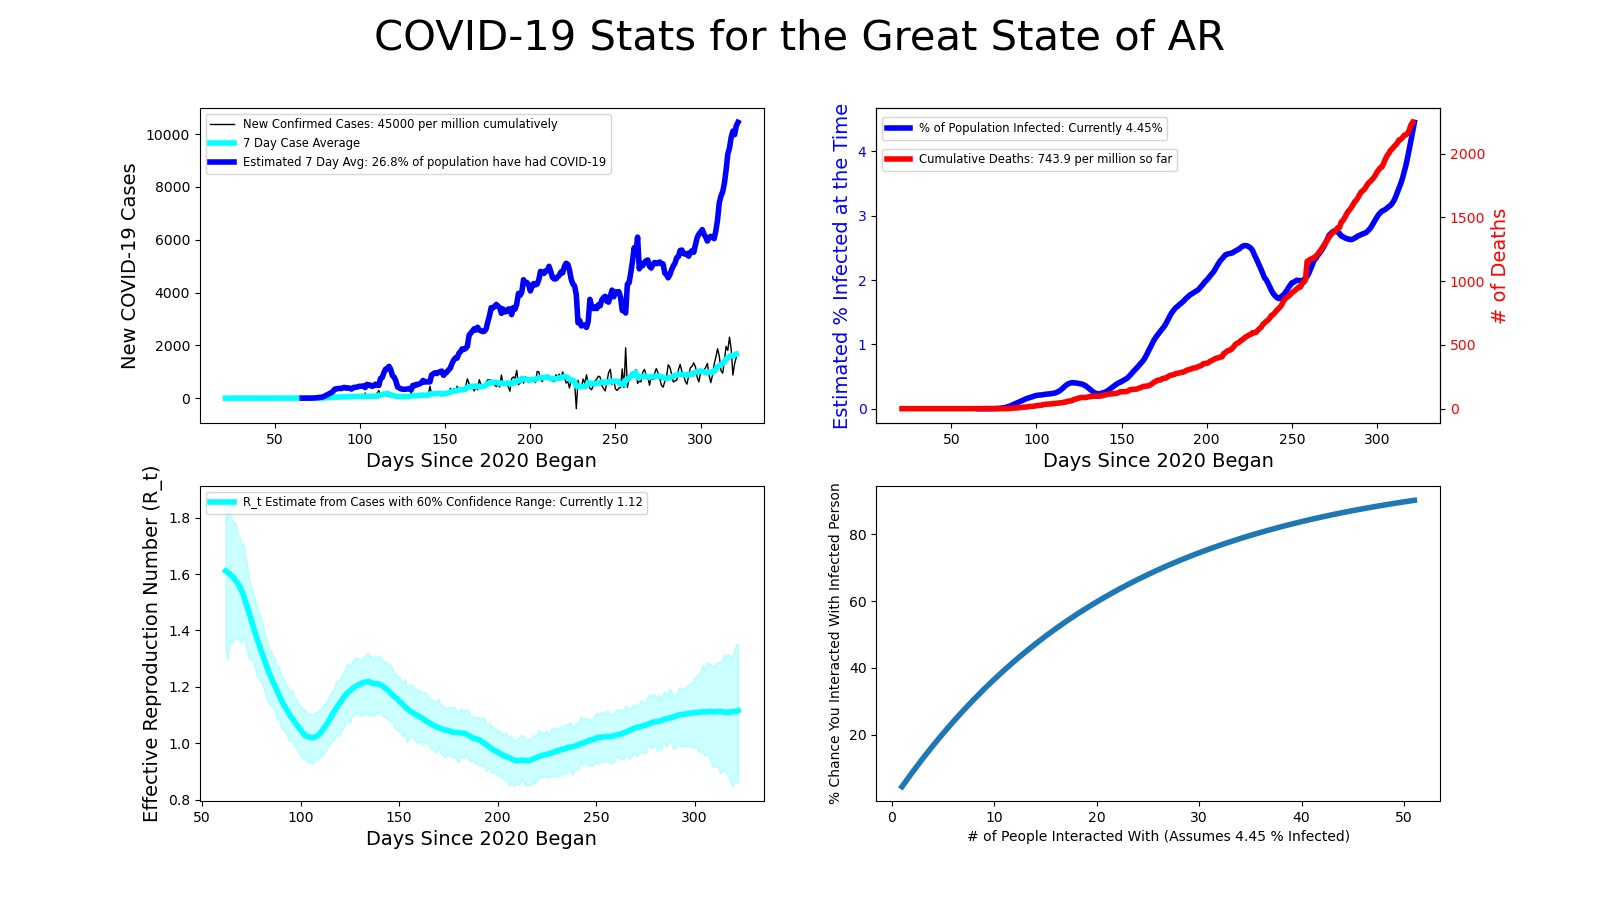 COVID-19 Stats for the Great State of AR
New COVID-19 Cases
10000
8000
6000
4000
2000
0
New Confirmed Cases: 45000 per million cumulatively
7 Day Case Average
Estimated 7 Day Avg: 26.8% of population have had COVID-19
50 100 150 200 250 300
Days Since 2020 Began
Estimated % Infected at the Time
4
3
2
1
0
% of Population Infected: Currently 4.45%
Cumulative Deaths: 743.9 per million so far
2000
1500
1000
500
0
# of Deaths
50 100 150 200 250 300
Days Since 2020 Began
Effective Reproduction Number (R_t)
1.8
1.6
1.4
1.2
1.0
0.8
R_t Estimate from Cases with 60% Confidence Range: Currently 1.12
50 100 150 200 250 300
Days Since 2020 Began
% Chance You Interacted With Infected Person
80
60
40
20
0 10 20 30 40 50
# of People Interacted With (Assumes 4.45 % Infected)